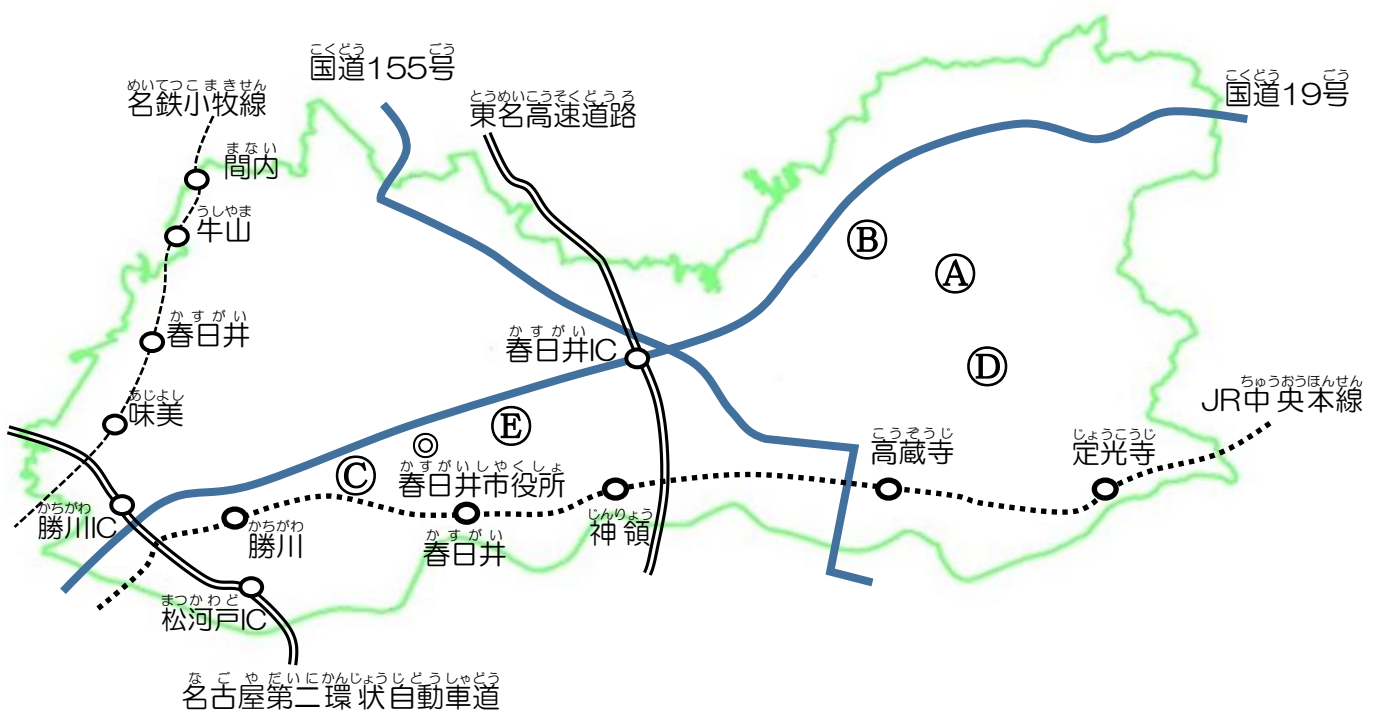 こくどう ごう
国道155号
めいてつこまきせん
名鉄小牧線
とうめいこうそくどうろ
東名高速道路
こくどう ごう
国道19号
まない
間内
うしやま
牛山
Ⓑ
Ⓐ
かすがい
春日井
かすがい
春日井IC
Ⓓ
ちゅうおうほんせん
JR中央本線
あじよし
味美
Ⓔ
◎
こうぞうじ
高蔵寺
じょうこうじ
定光寺
Ⓒ
かすがいしやくしょ
春日井市役所
かちがわ
勝川IC
かちがわ
勝川
かすがい
春日井
じんりょう
神領
まつかわど
松河戸IC
なごやだいにかんじょうじどうしゃどう
名古屋第二環状自動車道